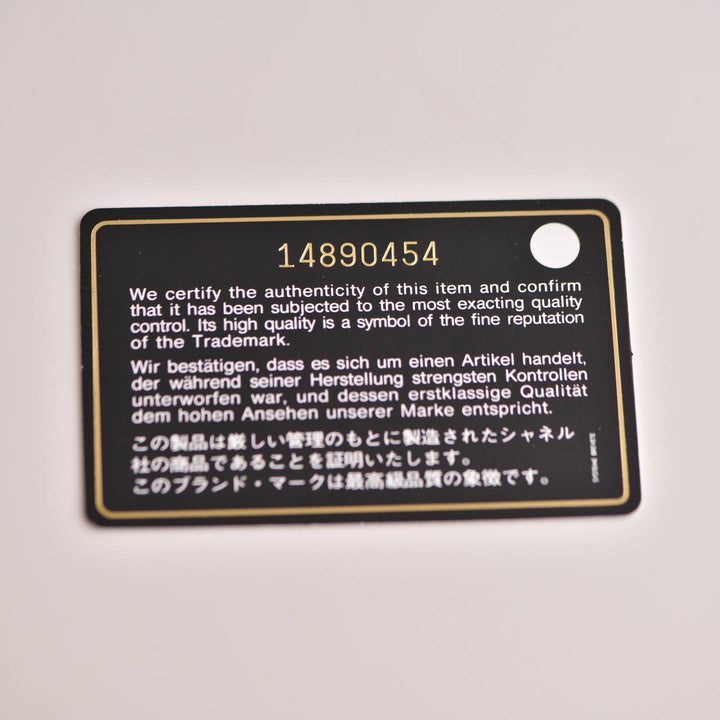 14890454
We certify the authenticity of this item and confirm
that it has been subjected to the most exacting quality
control. Its high quality is a symbol of the fine reputation
of the Trademark.
Wir bestätigen, dass es sich um einen Artikel handelt,
der während seiner Herstellung strengsten Kontrollen
unterworfen war, und dessen erstklassige Qualität
dem hohen Ansehen unserer Marke entspricht.
この製品は厳しい管理のもとに製造されたシャネル
社の商品であることを証明いたします。
このブランド・マークは最高級品質の象徴です。